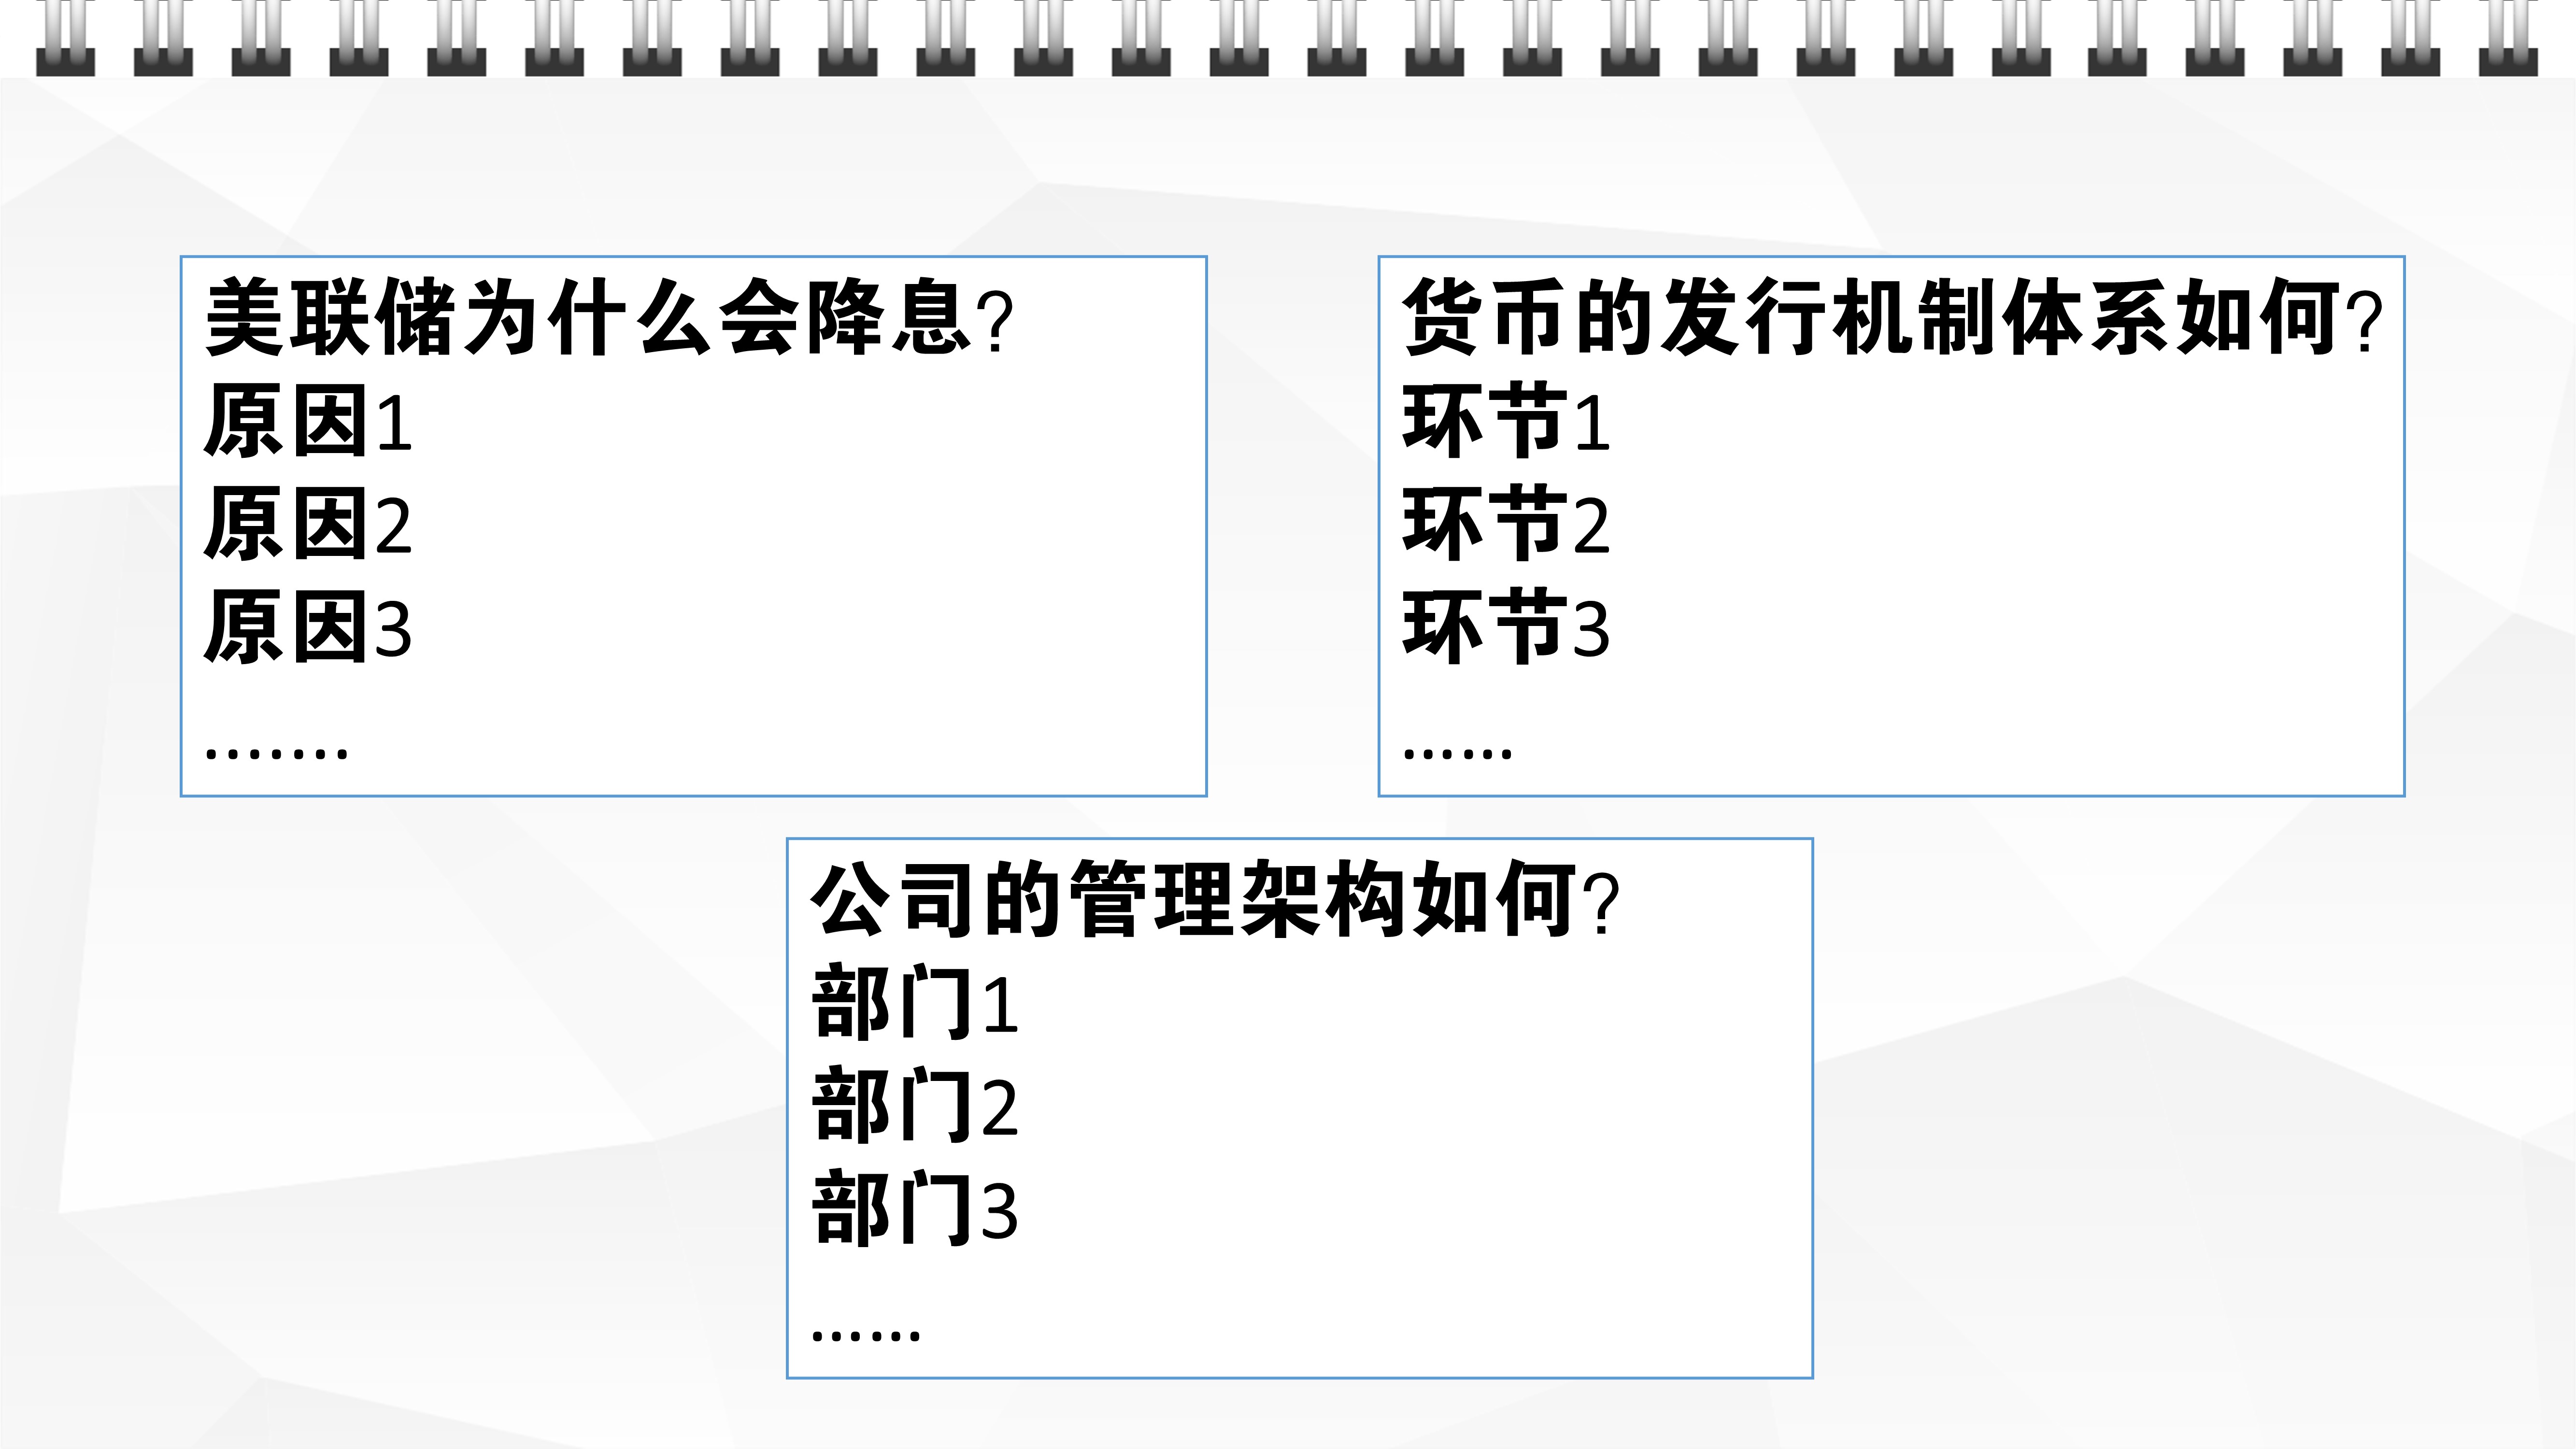 美联储为什么会降息?
原因1
原因2
原因3
.......
货币的发行机制体系如何?
环节1
环节2
环节3
……
公司的管理架构如何?
部门1
部门2
部门3
……